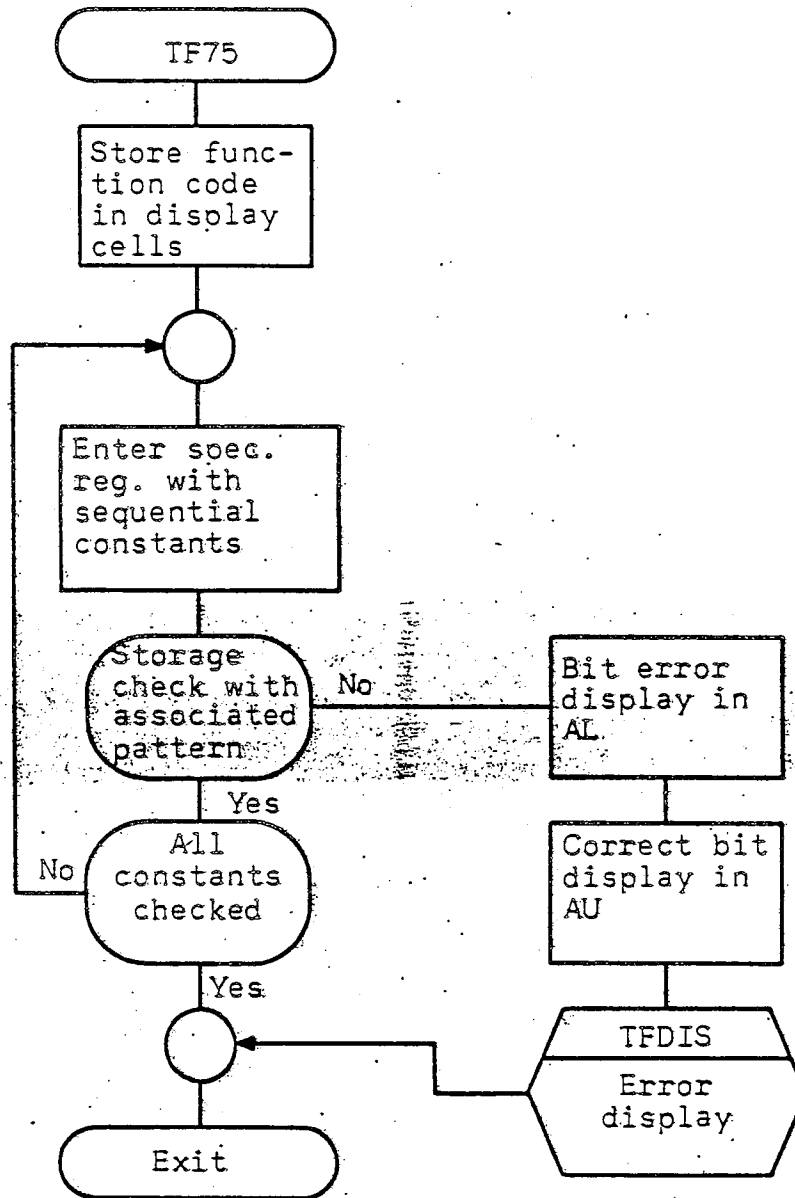 TF75
Store func-
tion code
in display
cells
Enter spec.
reg. with
sequential
constants
Storage
check with
associated
pattern
No
Bit error
display in
AL
Yes
All
constants
checked
No
Correct bit
display in
AU
Yes
TFDIS
Error
display
Exit